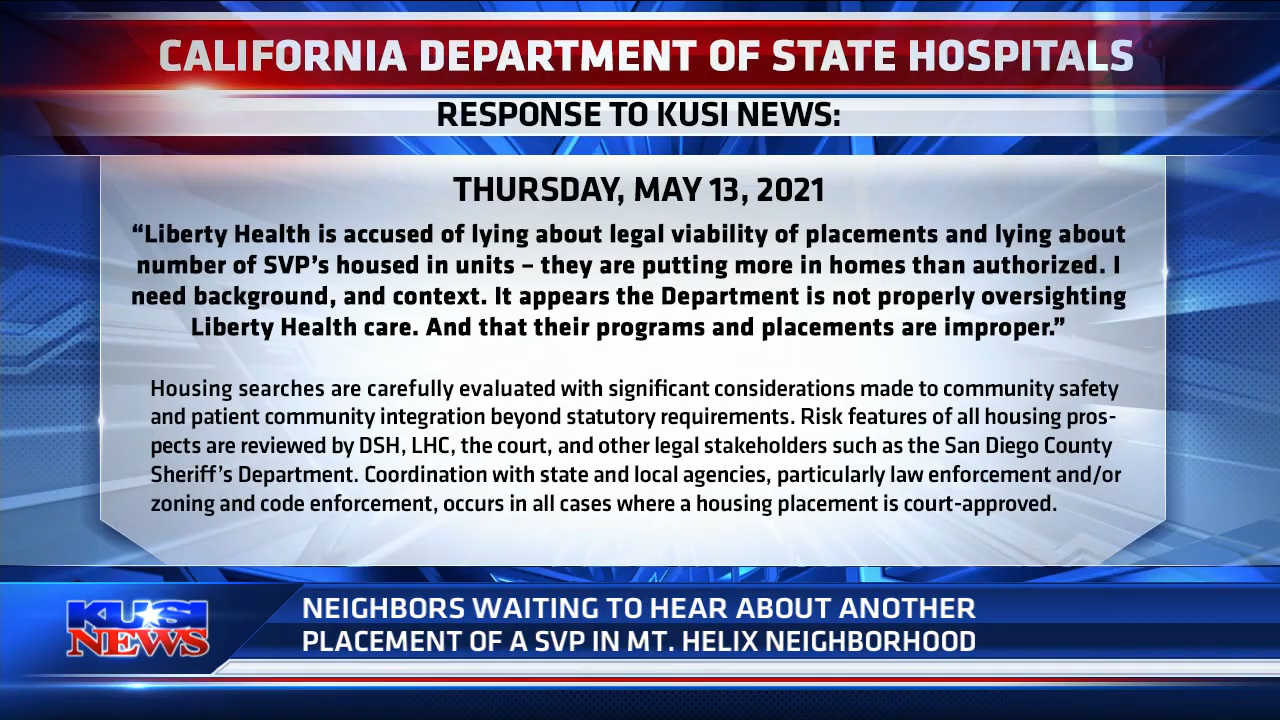 CALIFORNIA DEPARTMENT OF STATE HOSPITALS
RESPONSE TO KUSI NEWS:
THURSDAY, MAY 13, 2021
“Liberty Health is accused of lying about legal viability of placements and lying about
number of SVP’s housed in units – they are putting more in homes than authorized. I
need background, and context. It appears the Department is not properly oversighting
Liberty Health care. And that their programs and placements are improper.”
Housing searches are carefully evaluated with significant considerations made to community safety
and patient community integration beyond statutory requirements. Risk features of all housing pros-
pects are reviewed by DSH, LHC, the court, and other legal stakeholders such as the San Diego County
Sheriff’s Department. Coordination with state and local agencies, particularly law enforcement and/or
zoning and code enforcement, occurs in all cases where a housing placement is court-approved.
KUSI
NEWS
NEIGHBORS WAITING TO HEAR ABOUT ANOTHER
PLACEMENT OF A SVP IN MT. HELIX NEIGHBORHOOD